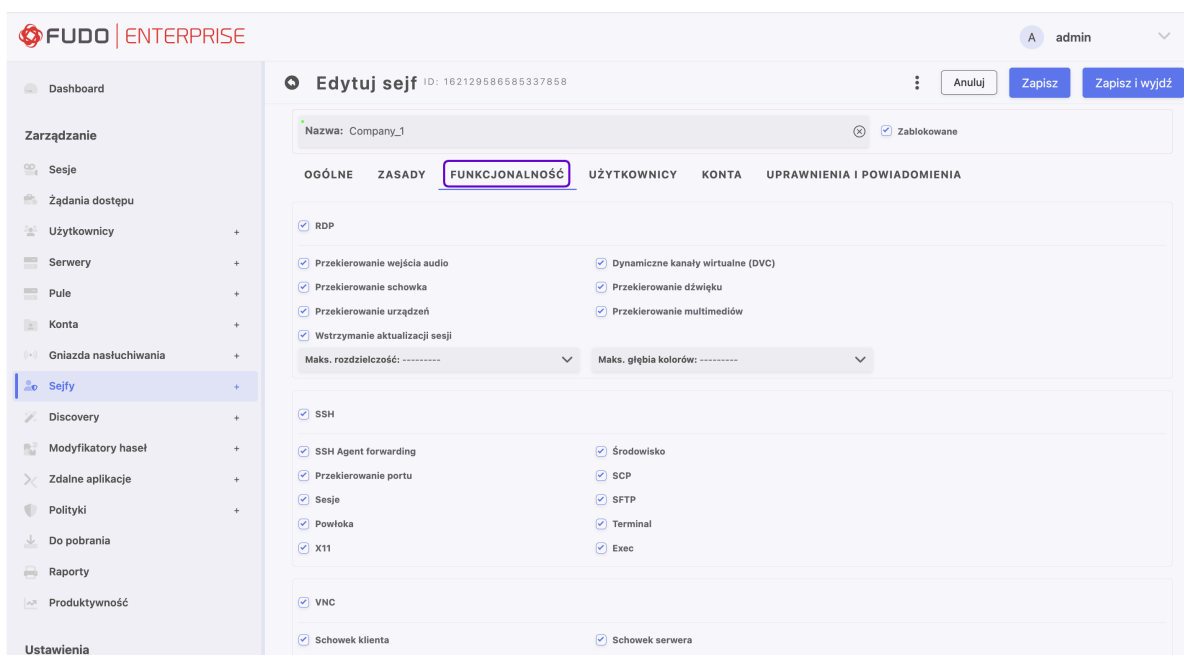 FUDO ENTERPRISE
A admin
Dashboard
Zarządzanie
Sesje
Żądania dostępu
Użytkownicy +
Serwery +
Pule +
Konta +
Gniazda nasłuchiwania +
Sejfy +
Discovery +
Modyfikatory haseł +
Zdalne aplikacje +
Polityki +
Do pobrania
Raporty
Produktywność
Ustawienia
Edytuj sejf ID: 162129586585337858
Anuluj Zapisz Zapisz i wyjdź
Nazwa: Company_1 Zablokowane
OGÓLNE ZASADY FUNKCJONALNOŚĆ UŻYTKOWNICY KONTA UPRAWNIENIA I POWIADOMIENIA
RDP
Przekierowanie wejścia audio Dynamiczne kanały wirtualne (DVC)
Przekierowanie schowka Przekierowanie dźwięku
Przekierowanie urządzeń Przekierowanie multimediów
Wstrzymanie aktualizacji sesji
Maks. rozdzielczość: --------- Maks. głębia kolorów: ---------
SSH
SSH Agent forwarding Środowisko
Przekierowanie portu SCP
Sesje SFTP
Powłoka Terminal
X11 Exec
VNC
Schowek klienta Schowek serwera